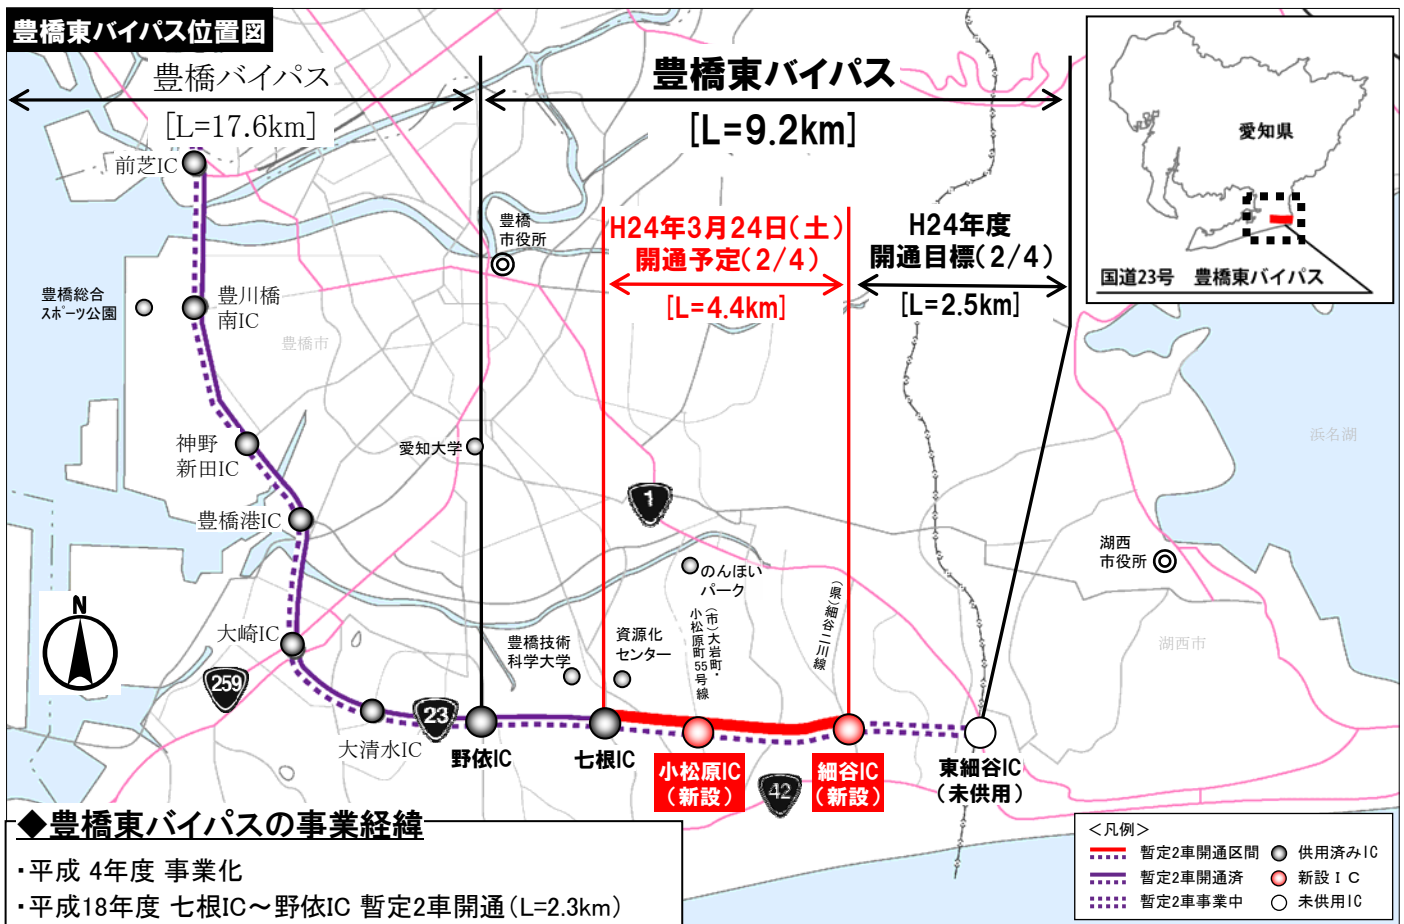 豊橋東バイパス位置図
豊橋バイパス
[L=17.6km]
豊橋東バイパス
[L=9.2km]
愛知県
国道23号 豊橋東バイパス
前芝IC
豊橋
市役所
H24年3月24日(土)
開通予定(2/4)
[L=4.4km]
H24年度
開通目標(2/4)
[L=2.5km]
豊橋総合
スポーツ公園
豊川橋
南IC
豊橋市
神野
新田IC
愛知大学
浜名湖
豊橋港IC
1
のんほい
パーク
湖西
市役所
(県)細谷二川線
(市)大岩町・
小松原町55号線
N
大崎IC
豊橋技術
科学大学
資源化
センター
湖西市
259
23
大清水IC
野依IC
七根IC
小松原IC
(新設)
42
細谷IC
(新設)
東細谷IC
(未供用)
◆豊橋東バイパスの事業経緯
・平成 4年度 事業化
・平成18年度 七根IC～野依IC 暫定2車開通(L=2.3km)
<凡例>
暫定2車開通区間 供用済みIC
暫定2車開通済 新設IC
暫定2車事業中 未供用IC